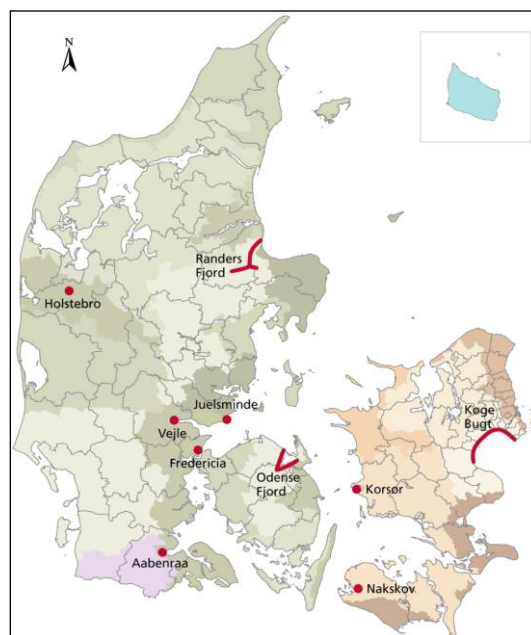 N
Randers
Fjord
Holstebro
Køge
Bugt
Juelsminde
Vejle
Fredericia
Odense
Fjord
Korsør
Aabenraa
Nakskov